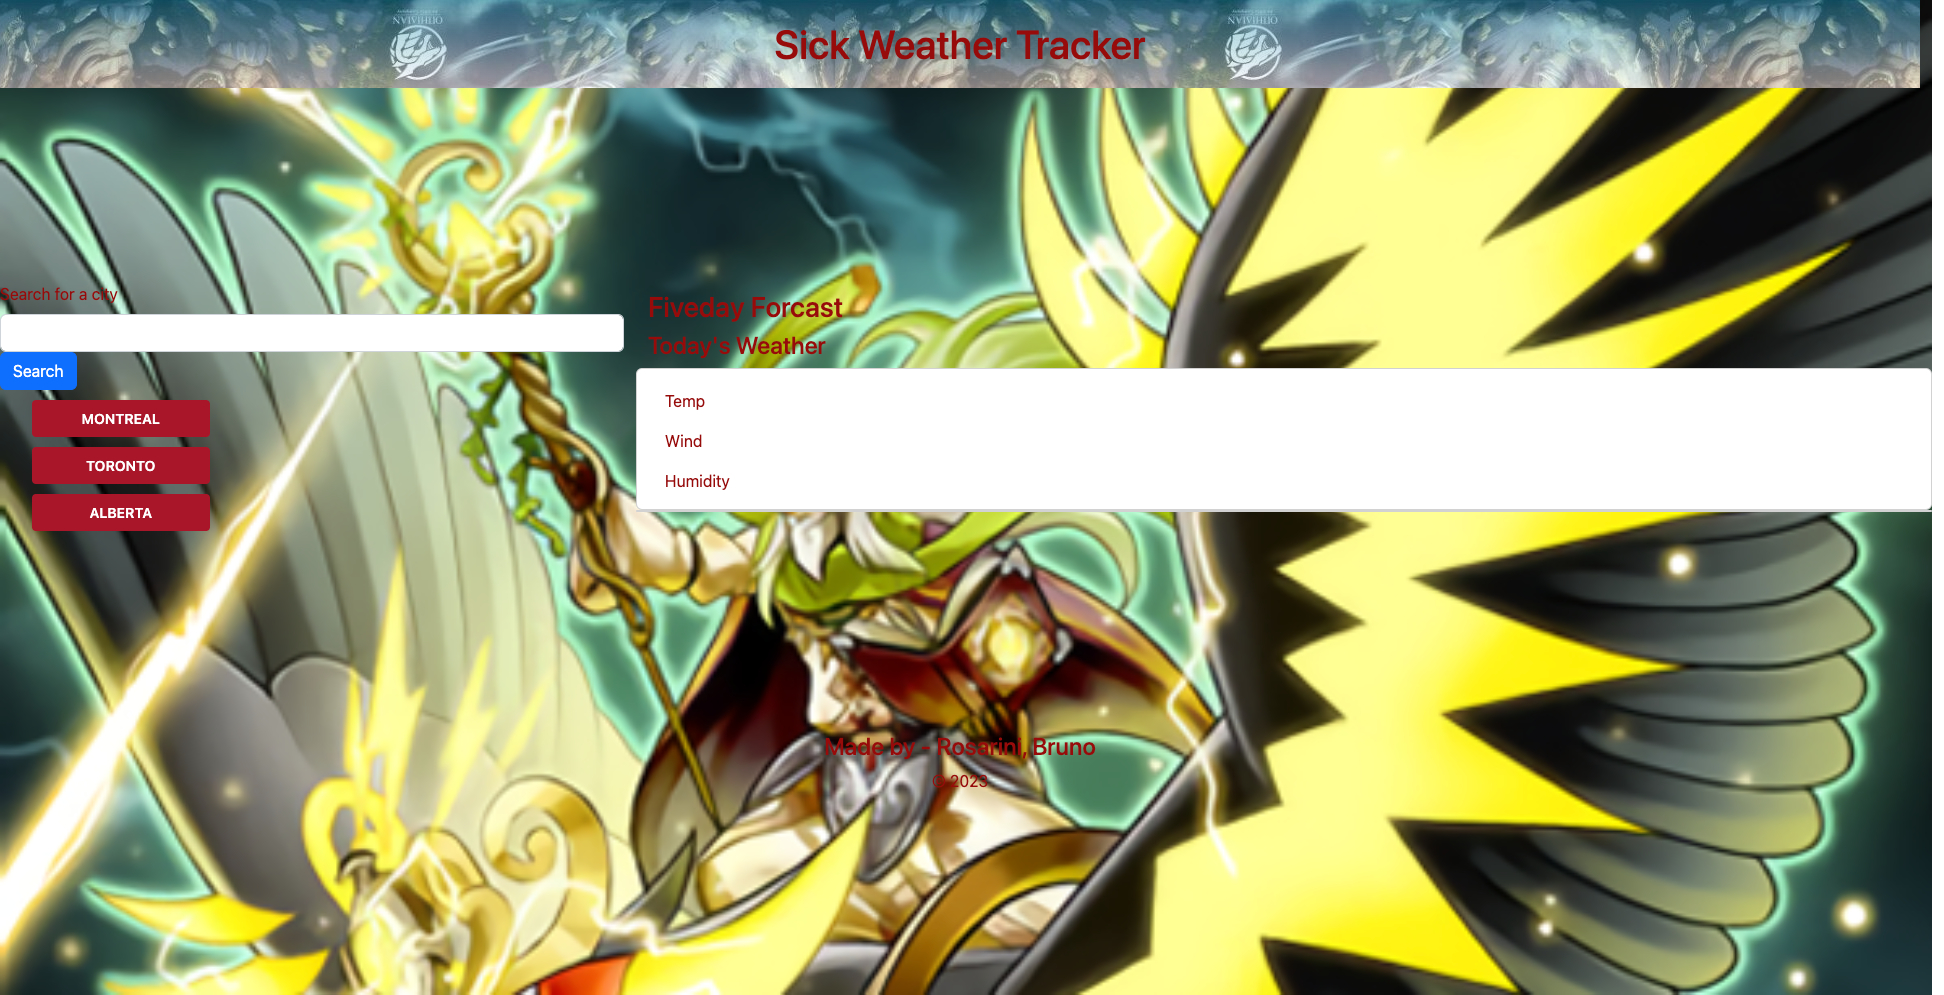 Sick Weather Tracker
Search for a city
Search
MONTREAL
TORONTO
ALBERTA
Fiveday Forcast
Today's Weather
Temp
Wind
Humidity
Made by - Rosarini, Bruno
© 2023